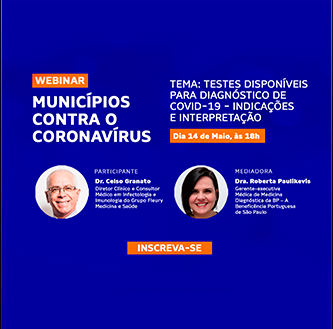 WEBINAR
MUNICÍPIOS
CONTRA O
CORONAVÍRUS
TEMA: TESTES DISPONÍVEIS
PARA DIAGNÓSTICO DE
COVID-19 - INDICAÇÕES
E INTERPRETAÇÃO
Dia 14 de Maio, às 18h
PARTICIPANTE
Dr. Celso Granato
Diretor Clínico e Consultor
Médico em Infectologia e
Imunologia do Grupo Fleury
Medicina e Saúde
MEDIADORA
Dra. Roberta Paulikevis
Gerente-executiva
Médica de Medicina
Diagnóstica da BP - A
Beneficência Portuguesa
de São Paulo
INSCREVA-SE